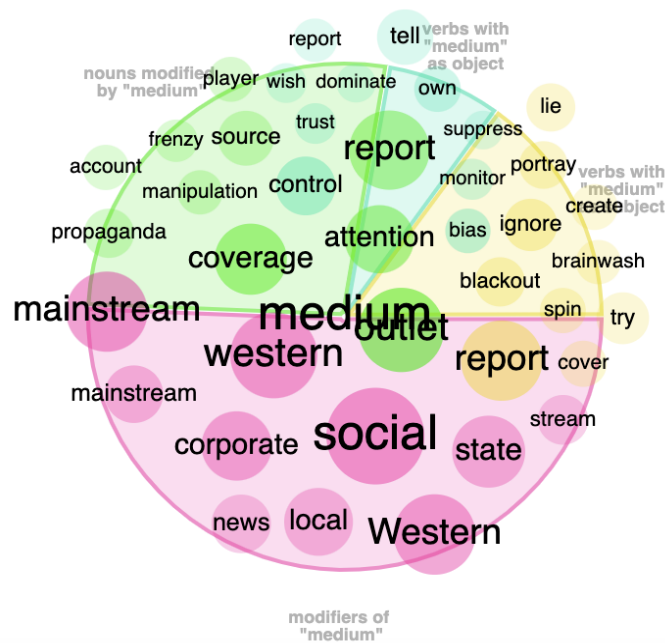 report
tell
verbs with
"medium"
as object
nouns modified
by "medium"
player
wish
dominate
own
lie
frenzy
source
trust
report
suppress
account
manipulation
control
monitor
portray
verbs with
"medium"
create
propaganda
coverage
attention
bias
ignore
blackout
brainwash
mainstream
medium
outlet
spin
try
western
report
cover
mainstream
corporate
social
state
stream
news
local
Western
modifiers of
"medium"